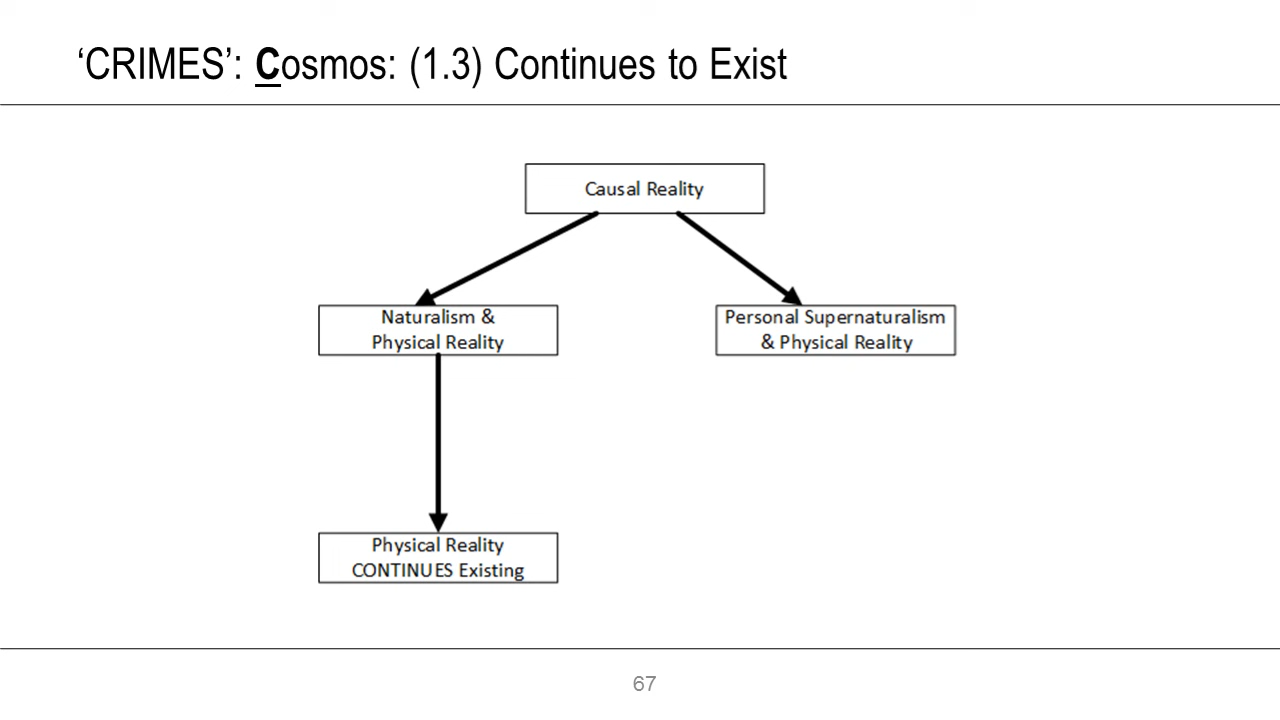 ‘CRIMES’: Cosmos: (1.3) Continues to Exist
Causal Reality
Naturalism &
Physical Reality
Personal Supernaturalism
& Physical Reality
Physical Reality
CONTINUES Existing
67